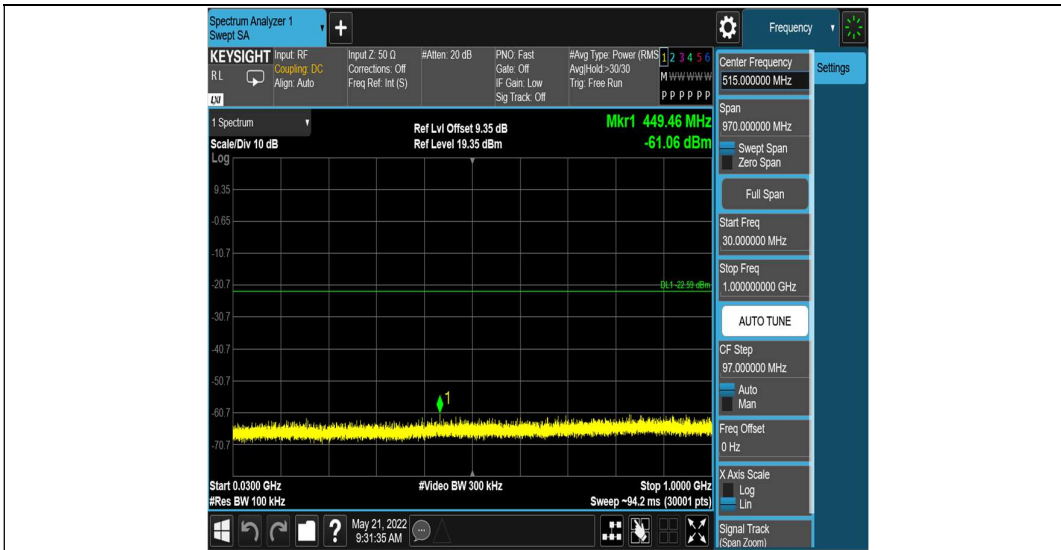 Spectrum Analyzer 1
Swept SA
Frequency
KEYSIGHT
RL
LXI
Input: RF
Coupling: DC
Align: Auto
Input Z: 50 Ω
Corrections: Off
Freq Ref: Int (S)
#Atten: 20 dB
PNO: Fast
Gate: Off
IF Gain: Low
Sig Track: Off
#Avg Type: Power (RMS
Avg|Hold:>30/30
Trig: Free Run
1 2 3 4 5 6
M W W W W W
P P P P P P
1 Spectrum
Scale/Div 10 dB
Ref Lvl Offset 9.35 dB
Ref Level 19.35 dBm
Mkr1 449.46 MHz
-61.06 dBm
Log
9.35
-0.65
-10.7
-20.7
DL1 -22.59 dBm
-30.7
-40.7
-50.7
1
-60.7
-70.7
Start 0.0300 GHz
#Video BW 300 kHz
Stop 1.0000 GHz
#Res BW 100 kHz
Sweep ~94.2 ms (30001 pts)
?
May 21, 2022
9:31:35 AM
Center Frequency
515.000000 MHz
Settings
Span
970.000000 MHz
Swept Span
Zero Span
Full Span
Start Freq
30.000000 MHz
Stop Freq
1.000000000 GHz
AUTO TUNE
CF Step
97.000000 MHz
Auto
Man
Freq Offset
0 Hz
X Axis Scale
Log
Lin
Signal Track
(Span Zoom)